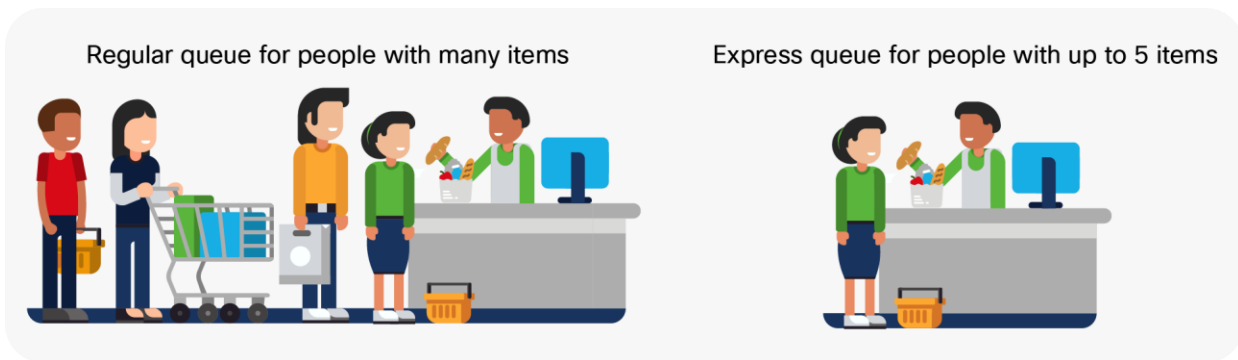 Regular queue for people with many items
Express queue for people with up to 5 items